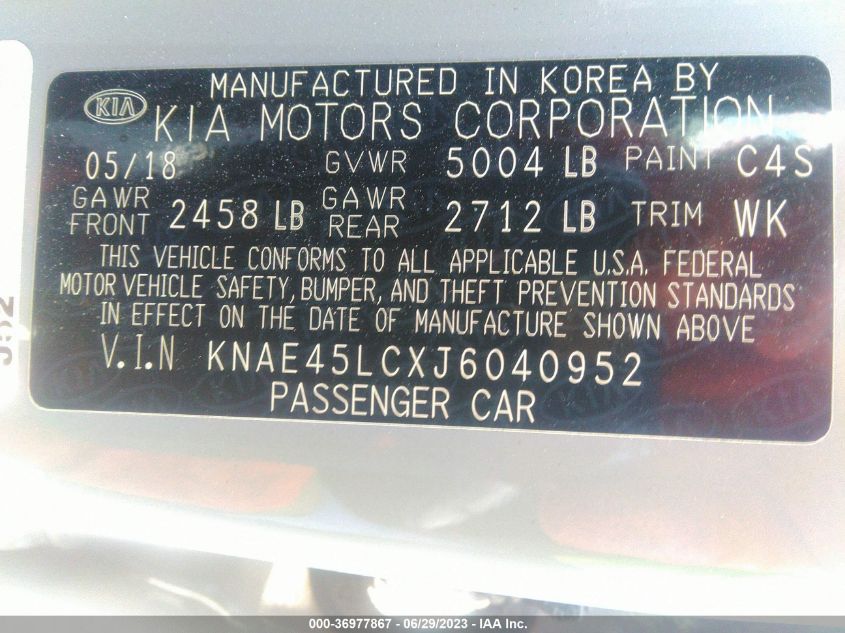 MANUFACTURED IN KOREA BY
KIA KIA MOTORS CORPORATION
05/18 GVWR 5004 LB PAINT C4S
GAWR FRONT 2458 LB GAWR REAR 2712 LB TRIM WK
THIS VEHICLE CONFORMS TO ALL APPLICABLE U.S.A. FEDERAL
MOTOR VEHICLE SAFETY, BUMPER, AND THEFT PREVENTION STANDARDS
IN EFFECT ON THE DATE OF MANUFACTURE SHOWN ABOVE
V.I.N KNAE45LCXJ6040952
PASSENGER CAR
000-36977867 - 06/29/2023 - IAA Inc.